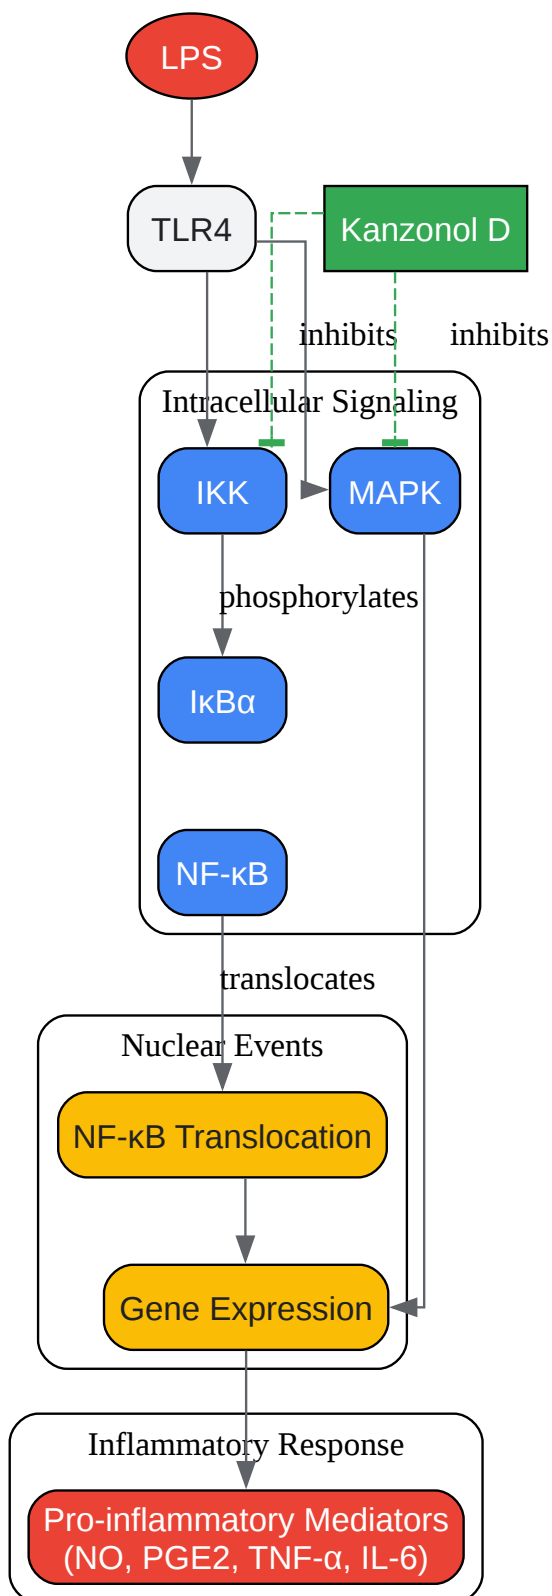 LPS
TLR4
Kanzonol D
inhibits
inhibits
Intracellular Signaling
IKK
MAPK
phosphorylates
IκBα
NF-κB
translocates
Nuclear Events
NF-κB Translocation
Gene Expression
Inflammatory Response
Pro-inflammatory Mediators
(NO, PGE2, TNF-α, IL-6)